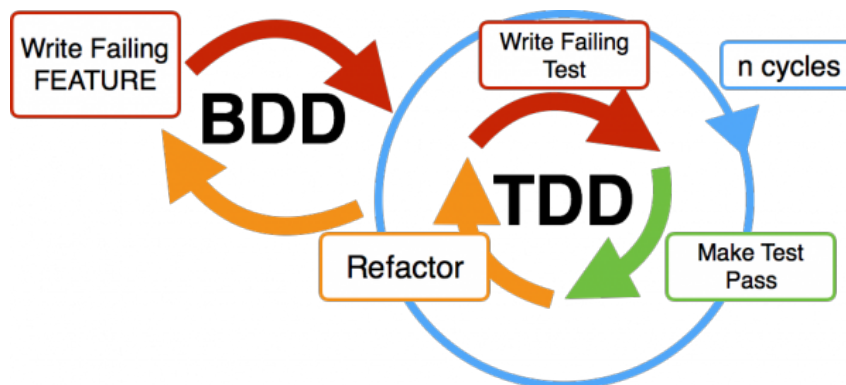 Write Failing
FEATURE
BDD
Write Failing
Test
n cycles
TDD
Refactor
Make Test
Pass